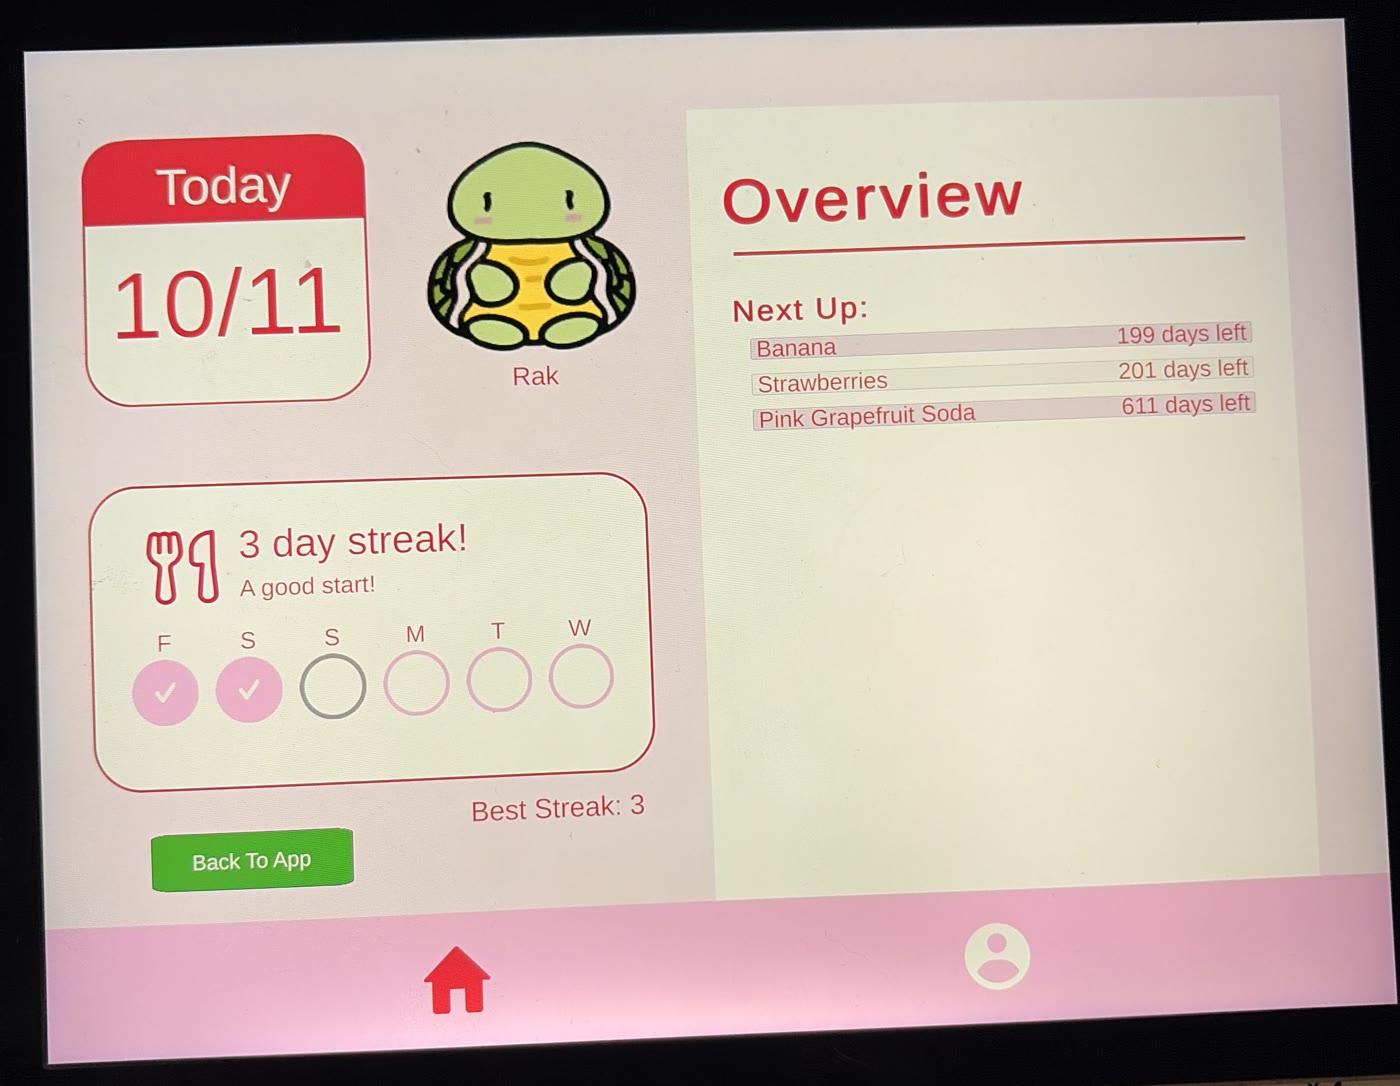 Today
10/11
Rak
3 day streak!
A good start!
F S S M T W
Best Streak: 3
Back To App
Overview
Next Up:
Banana 199 days left
Strawberries 201 days left
Pink Grapefruit Soda 611 days left